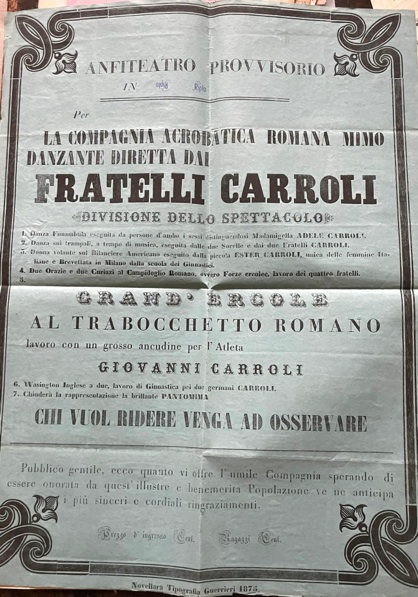 ANFITEATRO PROVVISORIO
IN
Per
LA COMPAGNIA ACROBATICA ROMANA MIMO
DANZANTE DIRETTA DAI
FRATELLI CARROLI
DIVISIONE DELLO SPETTACOLO
1. Danza Funambola eseguita da persone d'ambo i sessi distinguendosi Madamigella ADELE CARROLI.
2. Danza sui trampoli, a tempo di musica, eseguita dalle due Sorelle e dai due Fratelli CARROLI.
3. Donna volante sul Bilanciere Americano eseguito dalla piccola ESTER CARROLI, unica delle femmine Ita-
liane e Brevettata in Milano dalla scuola dei Ginnastici.
4. Due Orazie e due Curiazi al Campidoglio Romano, ovvero Forze erculee, lavoro dei quattro fratelli.
5.
GRAND' ERCOLE
AL TRABOCCHETTO ROMANO
lavoro con un grosso ancudine per l'Atleta
GIOVANNI CARROLI
6. Wasington Inglese a due, lavoro di Ginnastica pei due germani CARROLI.
7. Chiuderà la rappresentazione la brillante PANTOMIMA
CHI VUOL RIDERE VENGA AD OSSERVARE
Pubblico gentile, ecco quanto vi offre l'umile Compagnia sperando di
essere onorata da quest'illustre e benemerita Popolazione ve ne anticipa
i più sinceri e cordiali ringraziamenti.
Prezzo d'ingresso Cent. Ragazzi Cent.
Novellara Tipografia Guerrieri 1875.